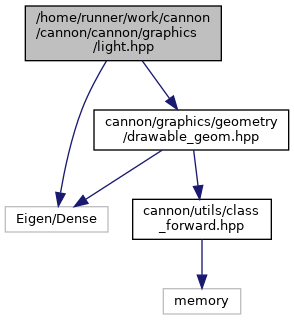 /home/runner/work/cannon
/cannon/cannon/graphics
/light.hpp
cannon/graphics/geometry
/drawable_geom.hpp
Eigen/Dense
cannon/utils/class
_forward.hpp
memory